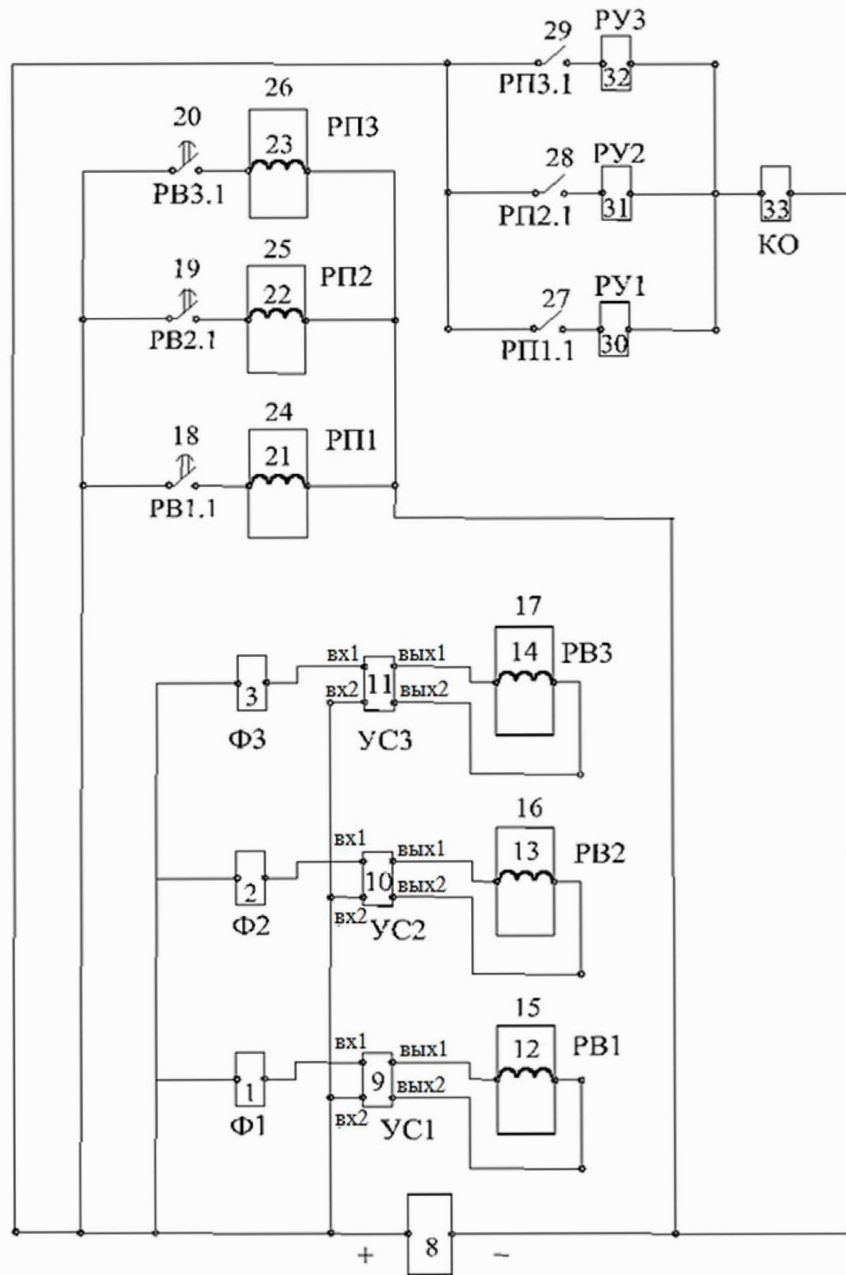 29
РУ3
32
РП3.1
26
20
РП3
23
РВ3.1
28
РУ2
31
РП2.1
33
КО
25
19
РП2
22
РВ2.1
27
РУ1
30
РП1.1
24
18
РП1
21
РВ1.1
17
вх1
вых1
14
РВ3
3
вх2
11
вых2
Ф3
УС3
16
вх1
вых1
13
РВ2
2
10
вых2
вх2
Ф2
УС2
15
вх1
вых1
12
РВ1
1
9
вых2
вх2
Ф1
УС1
+ 8 −